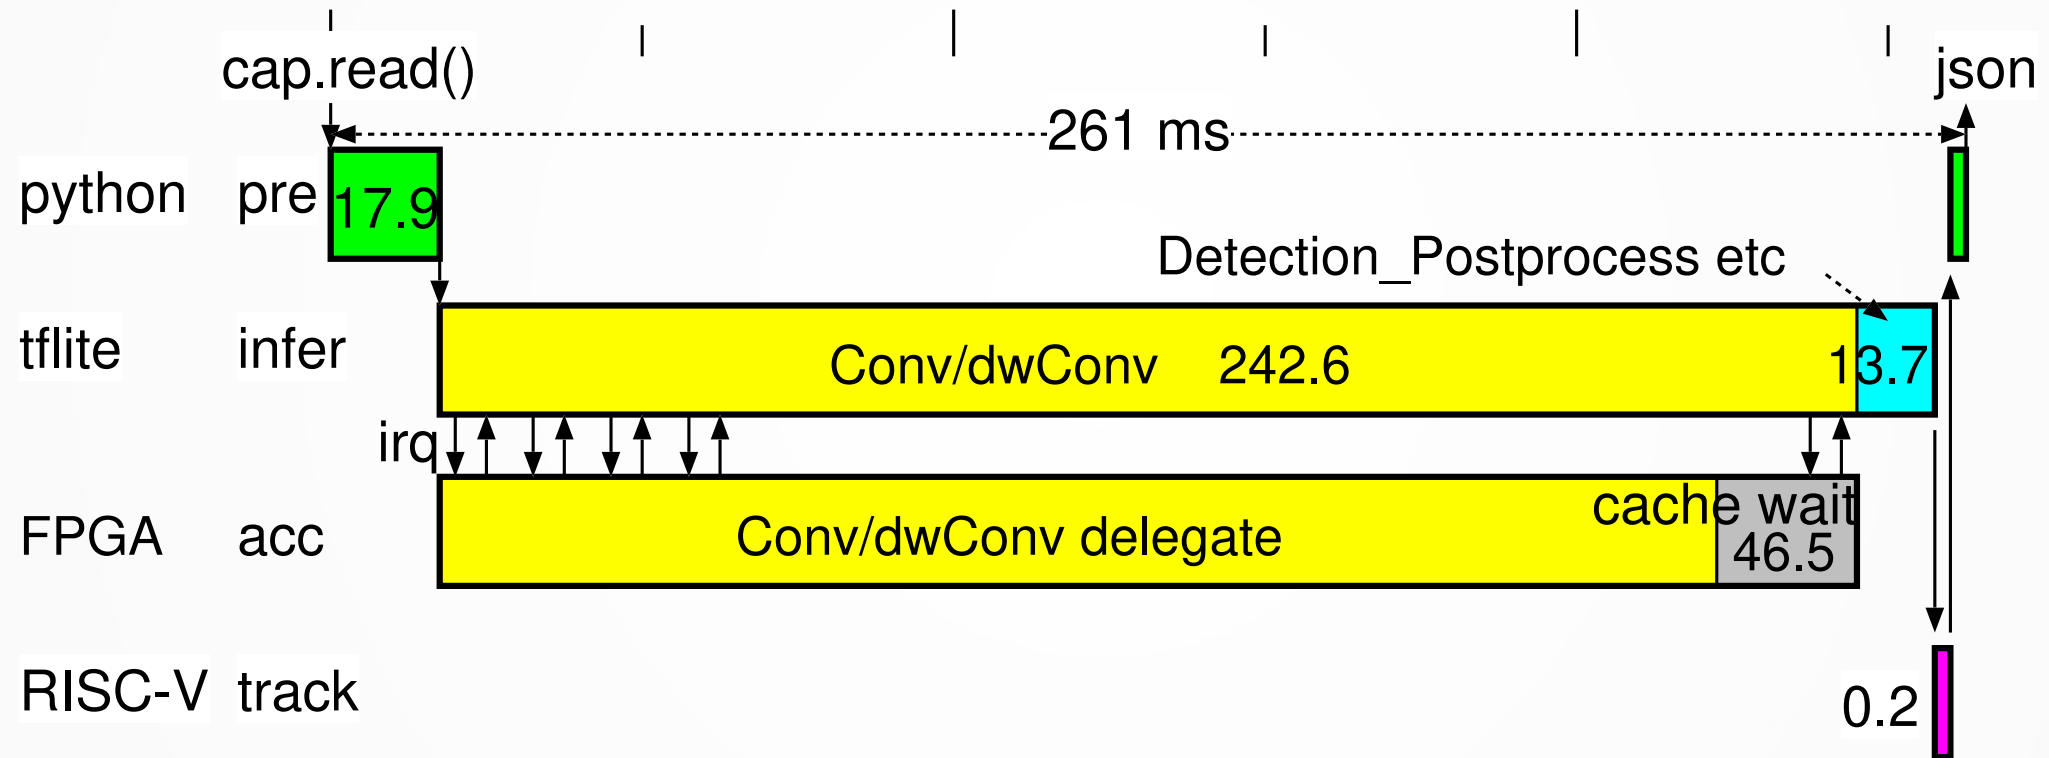 cap.read()
json
261 ms
python pre 17.9
Detection_Postprocess etc
tflite infer Conv/dwConv 242.6 13.7
irq
cache wait
FPGA acc Conv/dwConv delegate 46.5
RISC-V track 0.2